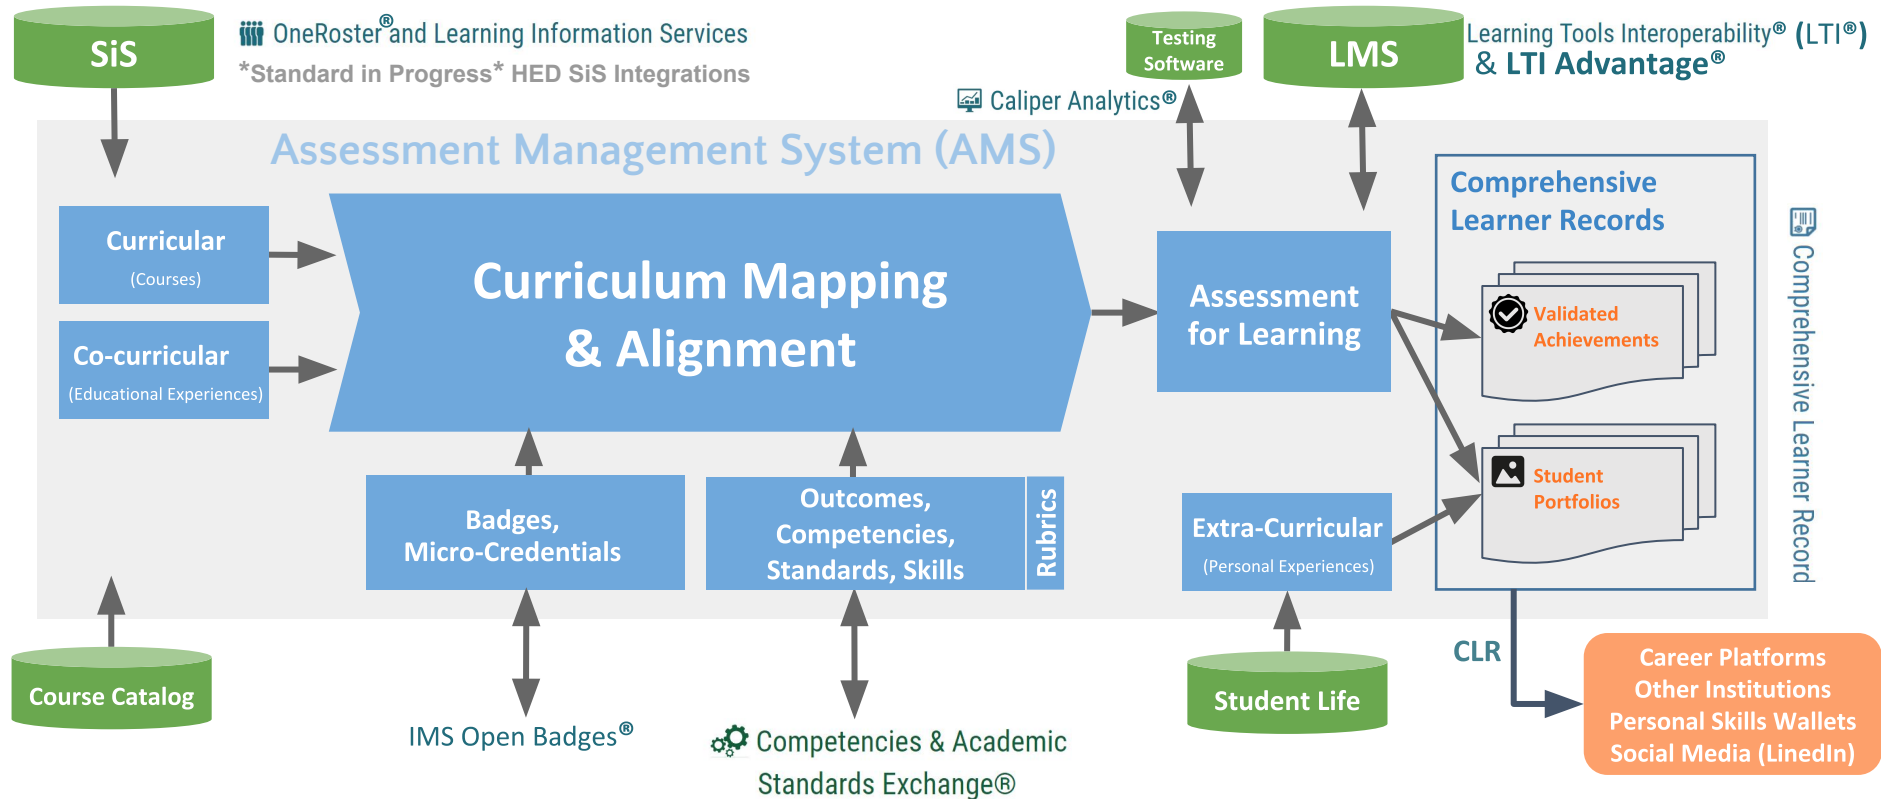 SiS
OneRoster® and Learning Information Services
*Standard in Progress* HED SiS Integrations
Testing
Software
LMS
Learning Tools Interoperability® (LTI®)
& LTI Advantage®
Caliper Analytics®
Assessment Management System (AMS)
Curricular
(Courses)
Co-curricular
(Educational Experiences)
Curriculum Mapping
& Alignment
Assessment
for Learning
Comprehensive
Learner Records
Validated
Achievements
Student
Portfolios
Comprehensive Learner Record
Badges,
Micro-Credentials
Outcomes,
Competencies,
Standards, Skills
Rubrics
Extra-Curricular
(Personal Experiences)
Course Catalog
IMS Open Badges®
Competencies & Academic
Standards Exchange®
Student Life
CLR
Career Platforms
Other Institutions
Personal Skills Wallets
Social Media (LinedIn)